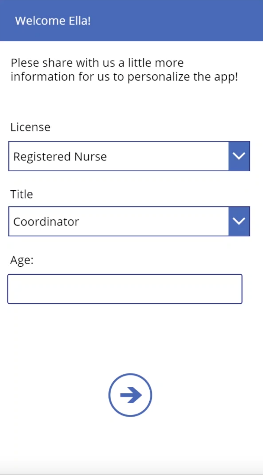 Welcome Ella!
Plese share with us a little more
information for us to personalize the app!
License
Registered Nurse
Title
Coordinator
Age: